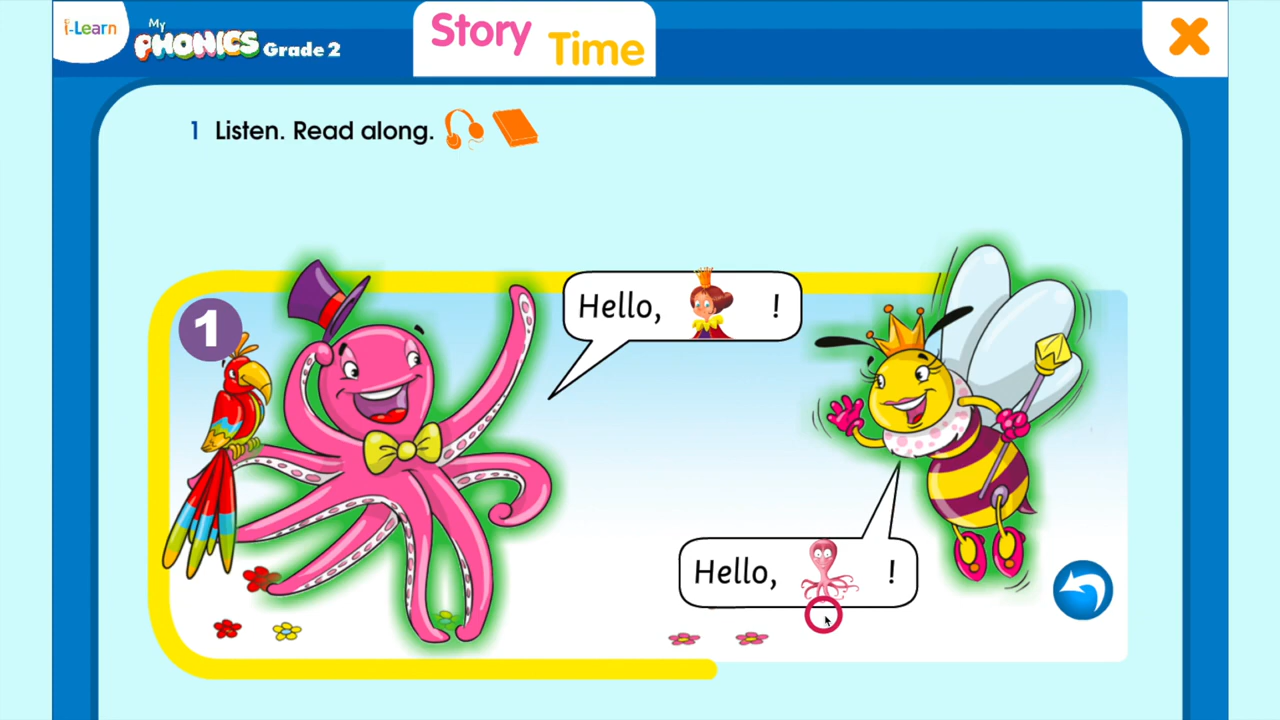 i-Learn
My
PHONICS Grade 2
Story
Time
1 Listen. Read along.
1
Hello, !
Hello, !